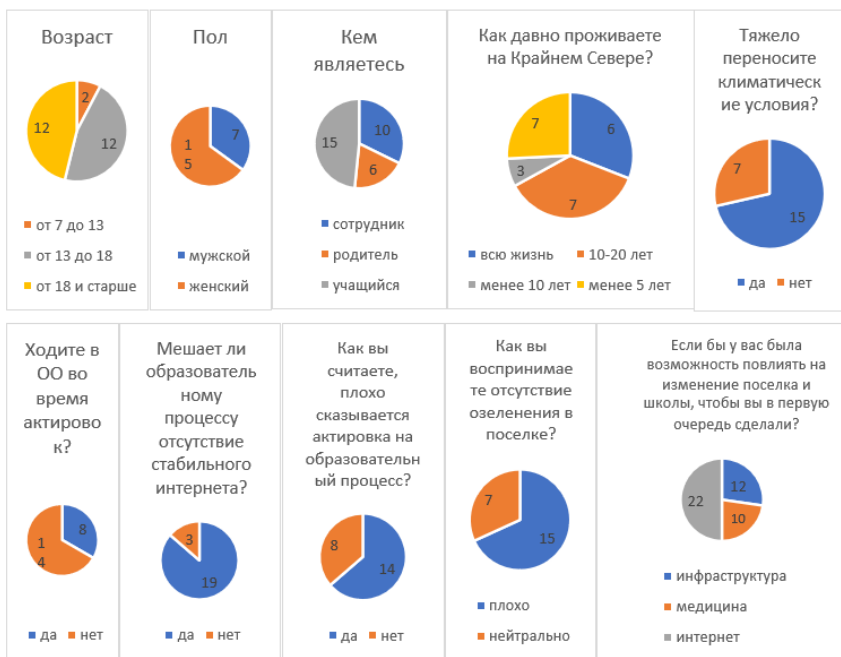 Возраст
2
12
12
от 7 до 13
от 13 до 18
от 18 и старше
Пол
7
1
5
мужской
женский
Кем
являетесь
10
15
6
сотрудник
родитель
учащийся
Как давно проживаете
на Крайнем Севере?
7
6
3
7
всю жизнь 10-20 лет
менее 10 лет менее 5 лет
Тяжело
переносите
климатическ
ие условия?
7
15
да нет
Ходите в
ОО во
время
актирово
к?
8
1
4
да нет
Мешает ли
образователь
ному
процессу
отсутствие
стабильного
интернета?
3
19
да нет
Как вы
считаете,
плохо
сказывается
актировка на
образовательн
ый процесс?
8
14
да нет
Как вы
воспринимае
те отсутствие
озеленения в
поселке?
7
15
плохо
нейтрально
Если бы у вас была
возможность повлиять на
изменение поселка и
школы, чтобы вы в первую
очередь сделали?
12
22
10
инфраструктура
медицина
интернет